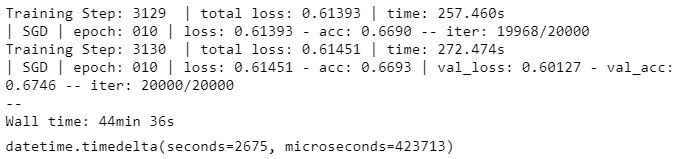 Training Step: 3129  | total loss: 0.61393 | time: 257.460s
| SGD | epoch: 010 | loss: 0.61393 - acc: 0.6690 -- iter: 19968/20000
Training Step: 3130  | total loss: 0.61451 | time: 272.474s
| SGD | epoch: 010 | loss: 0.61451 - acc: 0.6693 | val_loss: 0.60127 - val_acc:
0.6746 -- iter: 20000/20000
--
Wall time: 44min 36s
datetime.timedelta(seconds=2675, microseconds=423713)